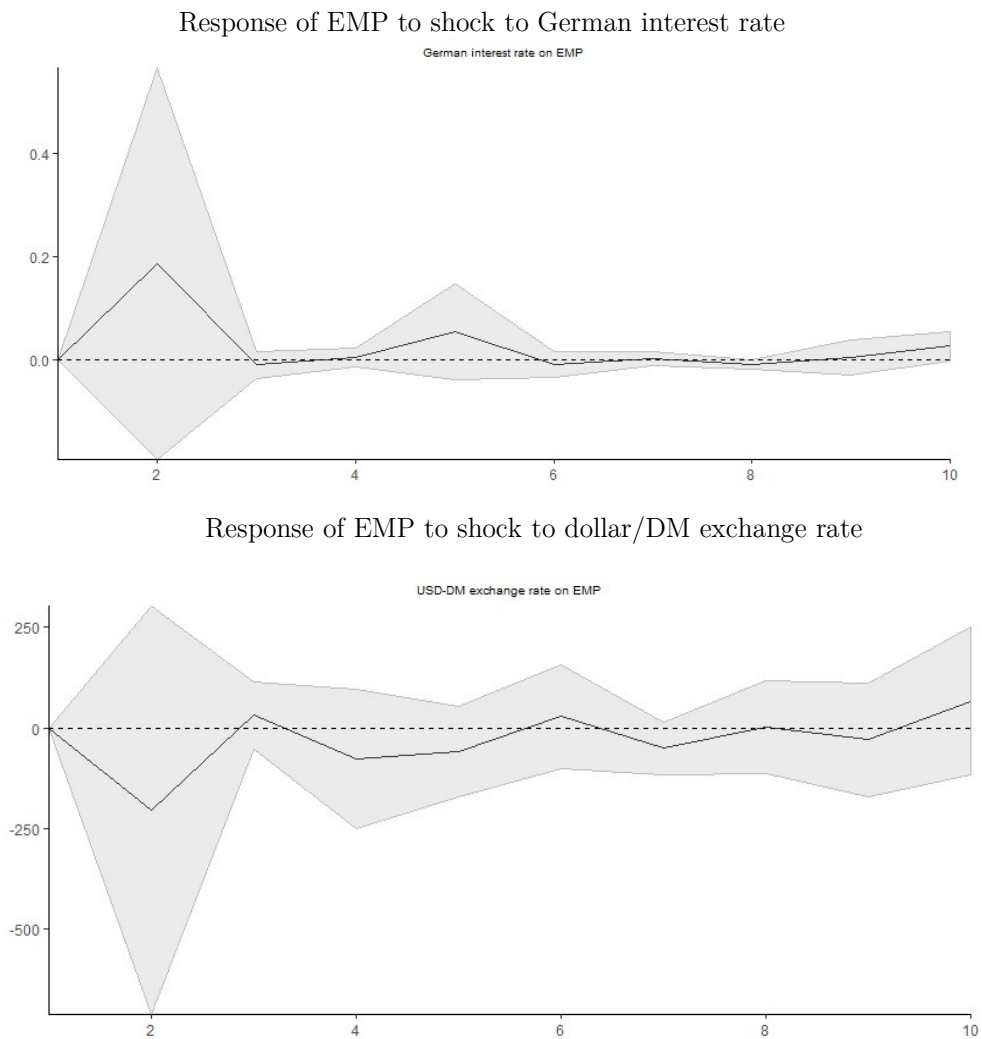 Response of EMP to shock to German interest rate
German interest rate on EMP
0.4
0.2
0.0
2 4 6 8 10
Response of EMP to shock to dollar/DM exchange rate
USD-DM exchange rate on EMP
250
0
-250
-500
2 4 6 8 10